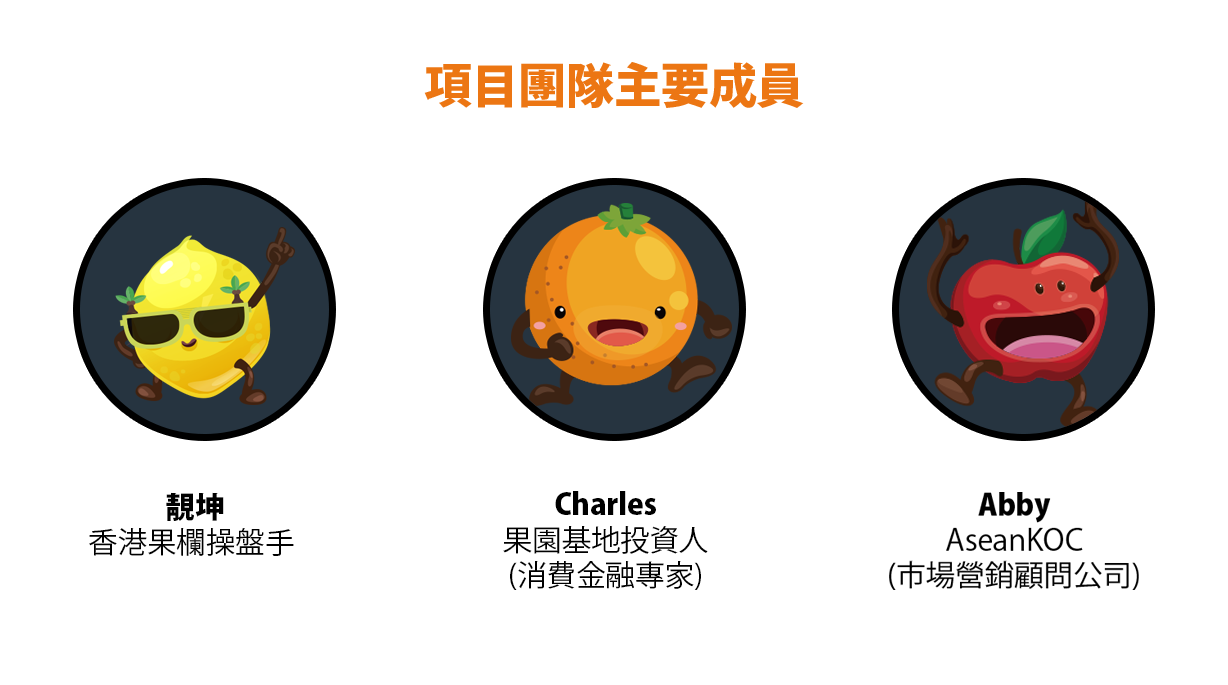 項目團隊主要成員
靚坤
香港果欄操盤手
Charles
果園基地投資人
(消費金融專家)
Abby
AseanKOC
(市場營銷顧問公司)